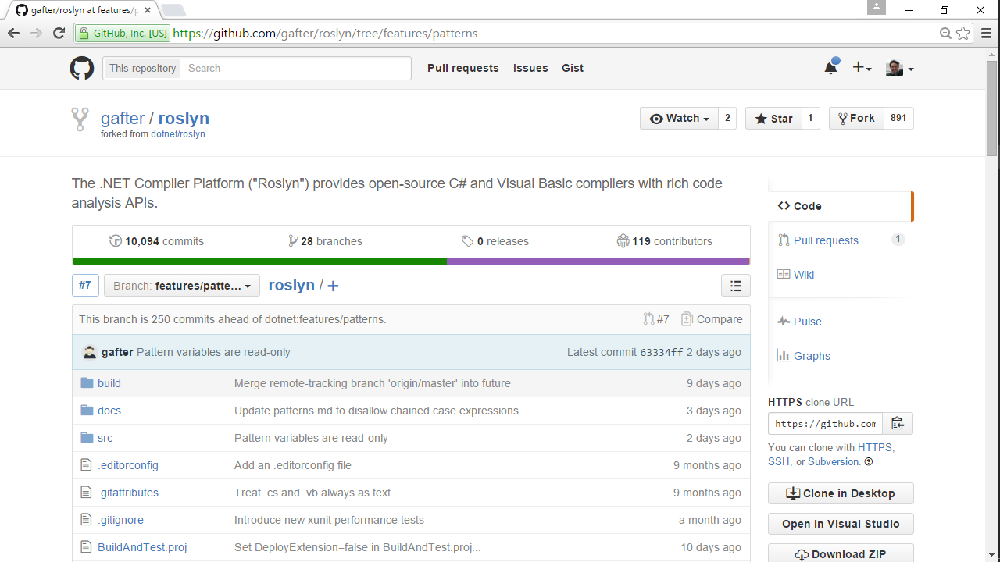 gafter/roslyn at features/p
GitHub, Inc. [US] https://github.com/gafter/roslyn/tree/features/patterns
This repository Search Pull requests Issues Gist
gafter / roslyn
forked from dotnet/roslyn
Watch 2 Star 1 Fork 891
The .NET Compiler Platform ("Roslyn") provides open-source C# and Visual Basic compilers with rich code
analysis APIs.
10,094 commits 28 branches 0 releases 119 contributors
#7 Branch: features/patte... roslyn / +
This branch is 250 commits ahead of dotnet:features/patterns. #7 Compare
gafter Pattern variables are read-only Latest commit 63334ff 2 days ago
build Merge remote-tracking branch 'origin/master' into future 9 days ago
docs Update patterns.md to disallow chained case expressions 3 days ago
src Pattern variables are read-only 2 days ago
.editorconfig Add an .editorconfig file 9 months ago
.gitattributes Treat .cs and .vb always as text 9 months ago
.gitignore Introduce new xunit performance tests a month ago
BuildAndTest.proj Set DeployExtension=false in BuildAndTest.proj... 10 days ago
Code
Pull requests 1
Wiki
Pulse
Graphs
HTTPS clone URL
https://github.com
You can clone with HTTPS,
SSH, or Subversion.
Clone in Desktop
Open in Visual Studio
Download ZIP